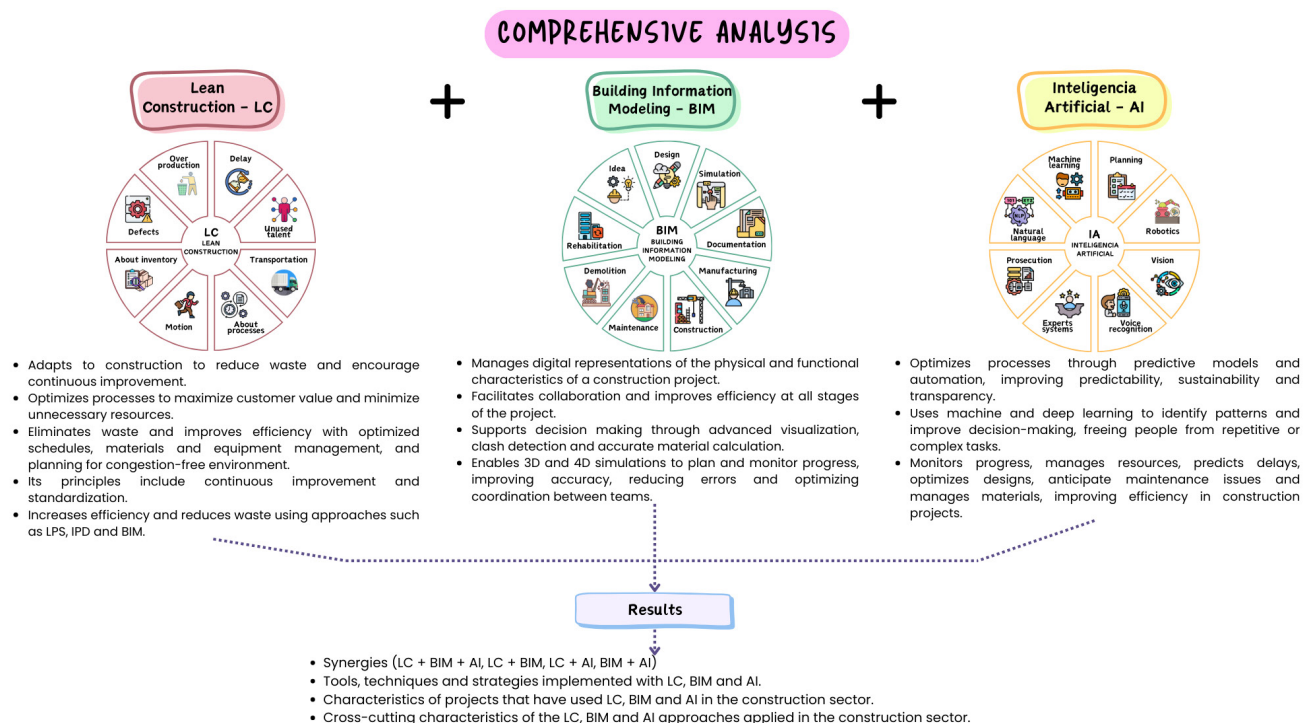 COMPREHENSIVE ANALYSIS
Lean
Construction - LC
+
Building Information
Modeling - BIM
+
Inteligencia
Artificial - AI
Over
production
Delay
Unused
talent
Transportation
About
processes
Motion
About inventory
Defects
LC
LEAN
CONSTRUCTION
Idea
Design
Simulation
Documentation
Manufacturing
Construction
Maintenance
Demolition
Rehabilitation
BIM
BUILDING
INFORMATION
MODELING
Machine
learning
Planning
Robotics
Vision
Voice
recognition
Experts
systems
Prosecution
Natural
language
NLP
IA
INTELIGENCIA
ARTIFICIAL
• Adapts to construction to reduce waste and encourage
continuous improvement.
• Optimizes processes to maximize customer value and minimize
unnecessary resources.
• Eliminates waste and improves efficiency with optimized
schedules, materials and equipment management, and
planning for congestion-free environment.
• Its principles include continuous improvement and
standardization.
• Increases efficiency and reduces waste using approaches such
as LPS, IPD and BIM.
• Manages digital representations of the physical and functional
characteristics of a construction project.
• Facilitates collaboration and improves efficiency at all stages
of the project.
• Supports decision making through advanced visualization,
clash detection and accurate material calculation.
• Enables 3D and 4D simulations to plan and monitor progress,
improving accuracy, reducing errors and optimizing
coordination between teams.
• Optimizes processes through predictive models and
automation, improving predictability, sustainability and
transparency.
• Uses machine and deep learning to identify patterns and
improve decision-making, freeing people from repetitive or
complex tasks.
• Monitors progress, manages resources, predicts delays,
optimizes designs, anticipate maintenance issues and
manages materials, improving efficiency in construction
projects.
Results
• Synergies (LC + BIM + AI, LC + BIM, LC + AI, BIM + AI)
• Tools, techniques and strategies implemented with LC, BIM and AI.
• Characteristics of projects that have used LC, BIM and AI in the construction sector.
• Cross-cutting characteristics of the LC, BIM and AI approaches applied in the construction sector.